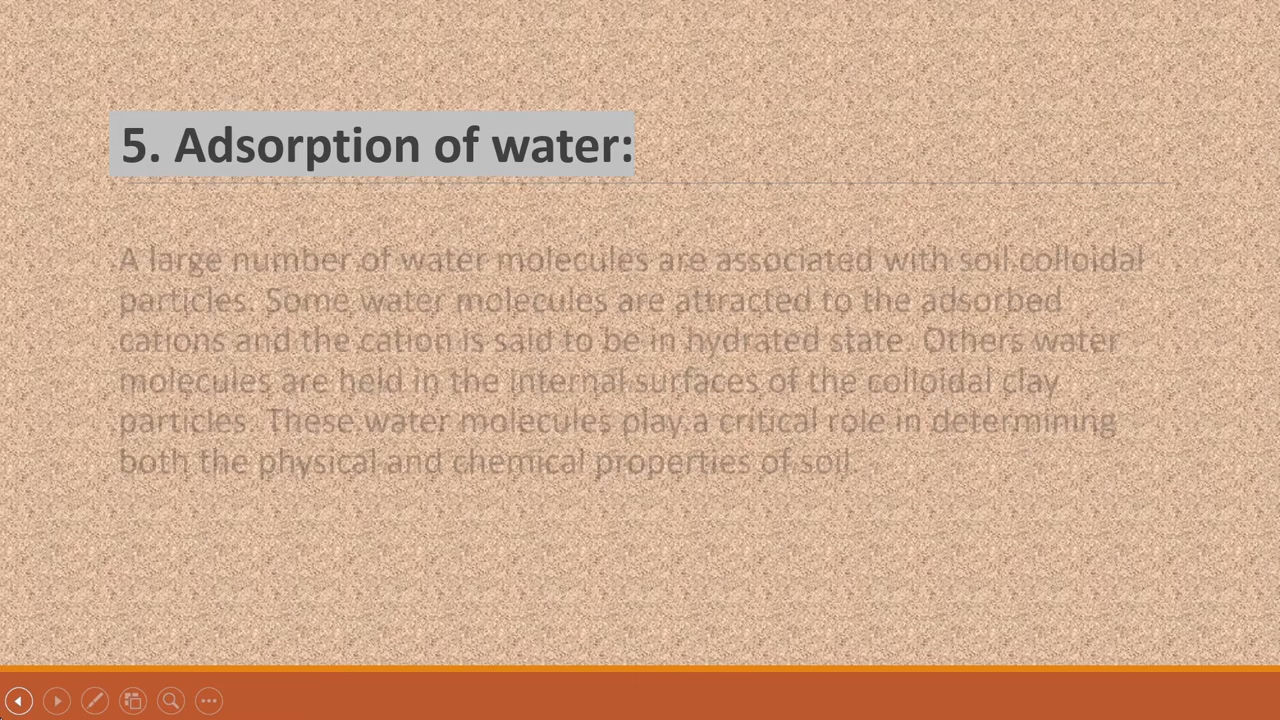 5. Adsorption of water:
A large number of water molecules are associated with soil colloidal
particles. Some water molecules are attracted to the adsorbed
cations and the cation is said to be in hydrated state. Others water
molecules are held in the internal surfaces of the colloidal clay
particles. These water molecules play a critical role in determining
both the physical and chemical properties of soil.